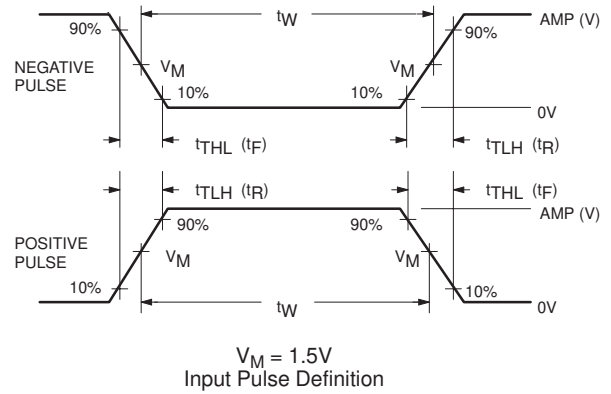 tW
AMP (V)
90%
90%
NEGATIVE
PULSE
VM
VM
10%
10%
0V
tTHL (tF)
tTLH (tR)
tTLH (tR)
tTHL (tF)
AMP (V)
90%
90%
POSITIVE
PULSE
VM
VM
10%
10%
tW
0V
VM = 1.5V
Input Pulse Definition